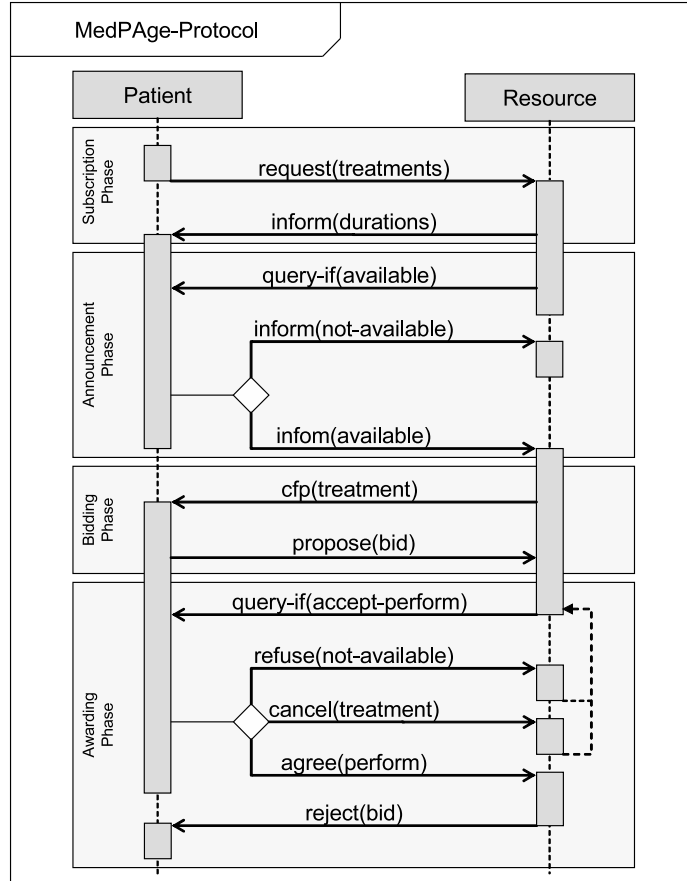 MedPAge-Protocol
Patient
Resource
Subscription
Phase
request(treatments)
inform(durations)
Announcement
Phase
query-if(available)
inform(not-available)
infom(available)
Bidding
Phase
cfp(treatment)
propose(bid)
Awarding
Phase
query-if(accept-perform)
refuse(not-available)
cancel(treatment)
agree(perform)
reject(bid)